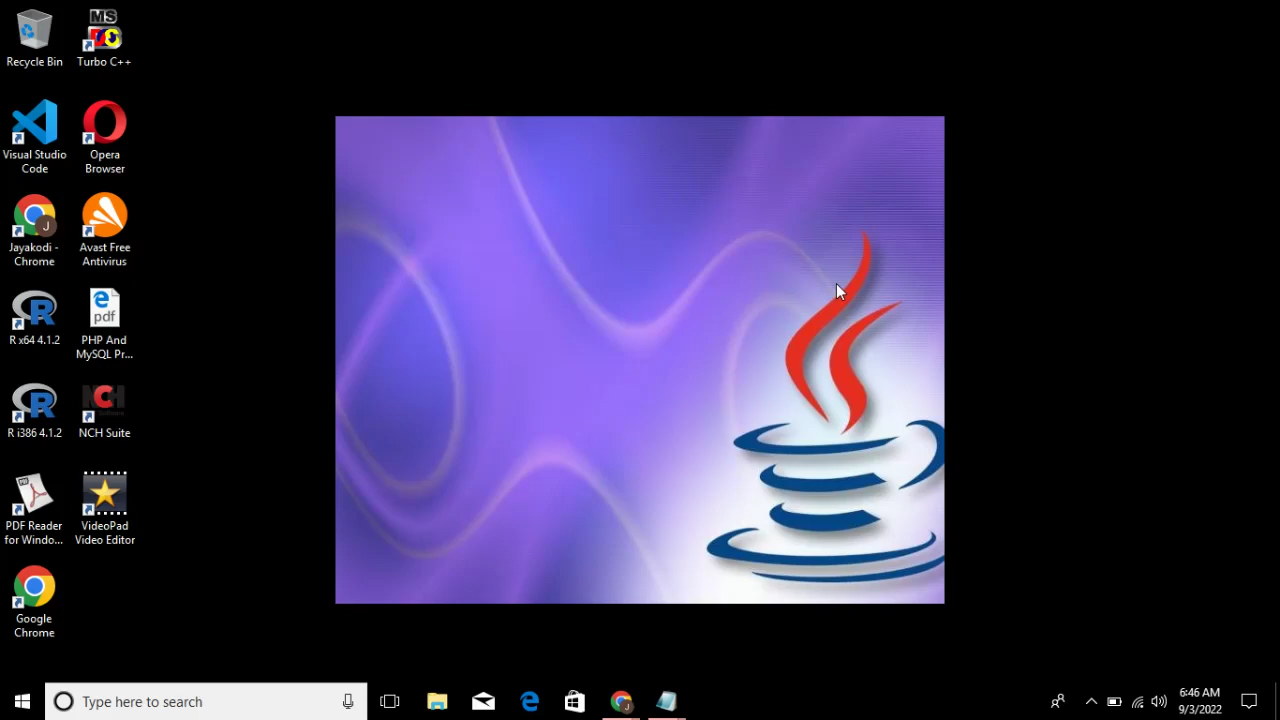 Recycle Bin
MS
Turbo C++
Visual Studio
Code
Opera
Browser
J
Jayakodi -
Chrome
Avast Free
Antivirus
R
R x64 4.1.2
e
pdf
PHP And
MySQL Pr...
R
R i386 4.1.2
NCH
NCH Suite
PDF Reader
for Windo...
VideoPad
Video Editor
Google
Chrome
Type here to search
6:46 AM
9/3/2022